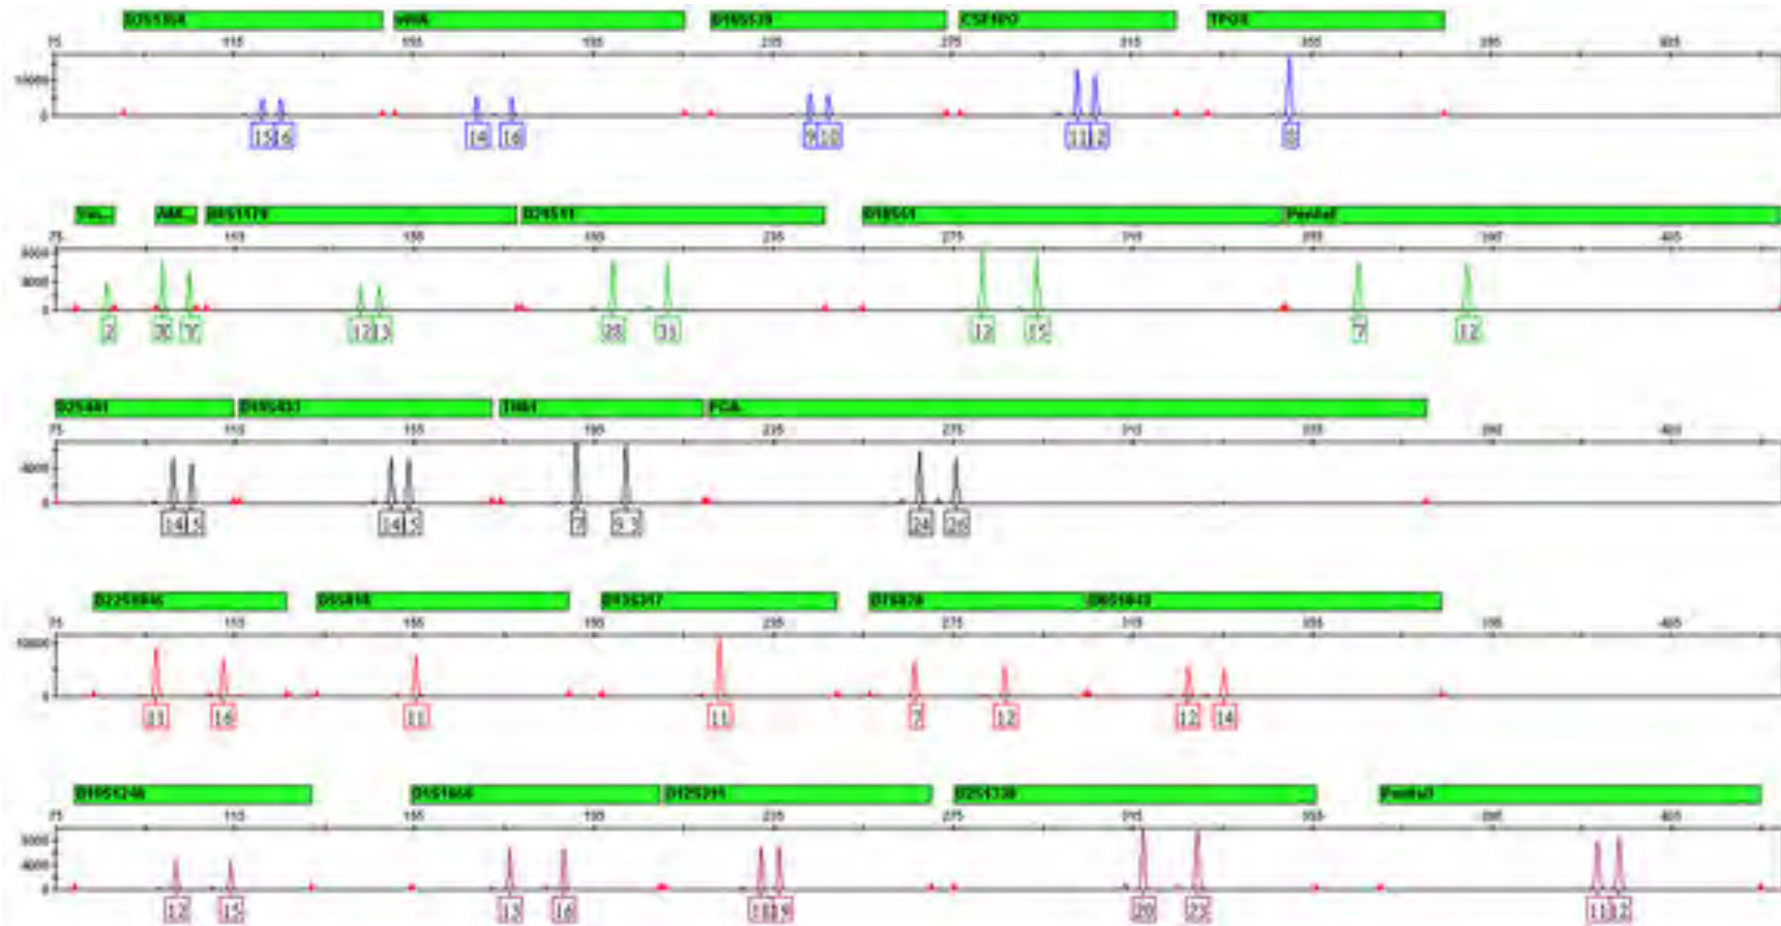 D3S1358 vWA D16S539 CSF1PO TPOX
75 115 155 195 235 275 315 355 395 435
10000
0
15 16 14 16 9 10 11 12 8
AM... D8S1179 D21S11 D18S51 PentaE
75 115 155 195 235 275 315 355 395 435
0
2 12 13 28 31 13 15 7 12
D2S441 D19S433 TH01 FGA
75 115 155 195 235 275 315 355 395 435
0
14 15 14 15 7 9.3 24 26
D22S1045 D5S818 D13S317 D7S820 D6S1043
75 115 155 195 235 275 315 355 395 435
10000
0
11 16 11 11 7 12 12 14
D10S1248 D1S1656 D12S391 D2S1338 PentaD
75 115 155 195 235 275 315 355 395 435
8000
4000
0
13 15 13 16 18 19 20 23 11 12